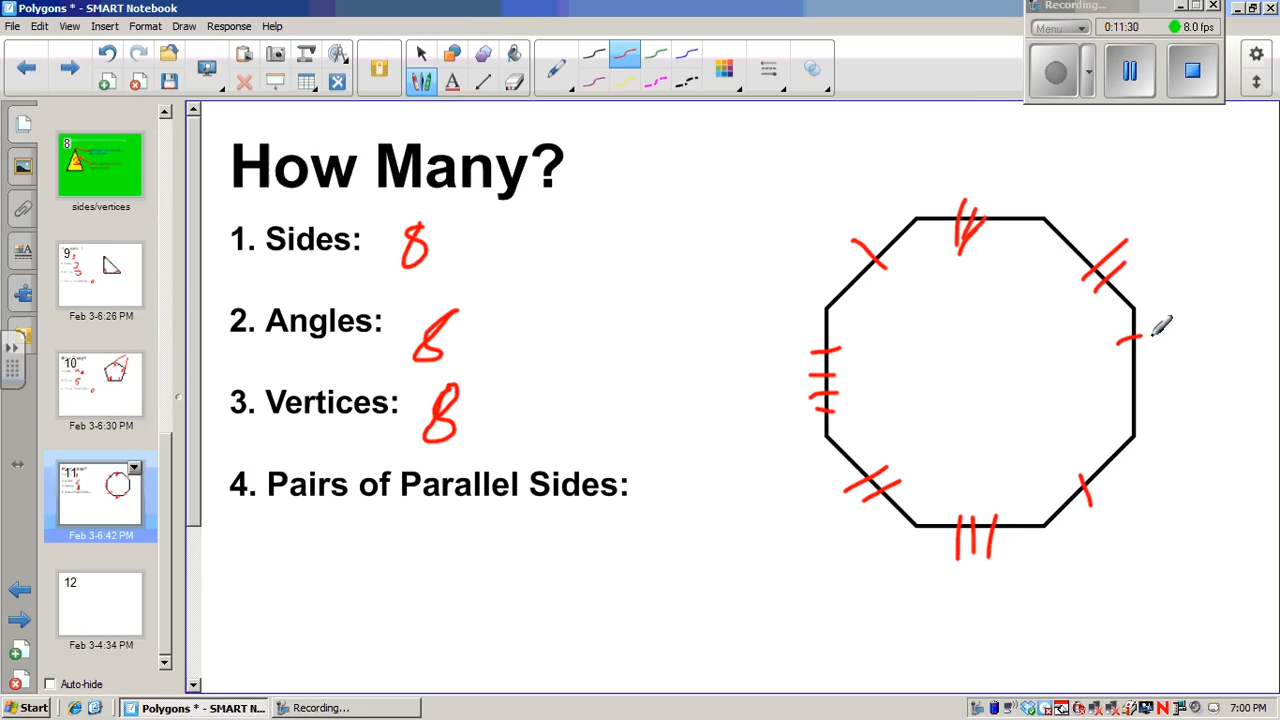 Polygons * - SMART Notebook
Recording...
File Edit View Insert Format Draw Response Help
Menu 0:11:30 8.0 fps
8
sides/vertices
9
Feb 3-6:26 PM
10
Feb 3-6:30 PM
11
Feb 3-6:42 PM
12
Feb 3-4:34 PM
Auto-hide
How Many?
1. Sides: 8
2. Angles: 8
3. Vertices: 8
4. Pairs of Parallel Sides:
Start Polygons * - SMART N... Recording... 7:00 PM